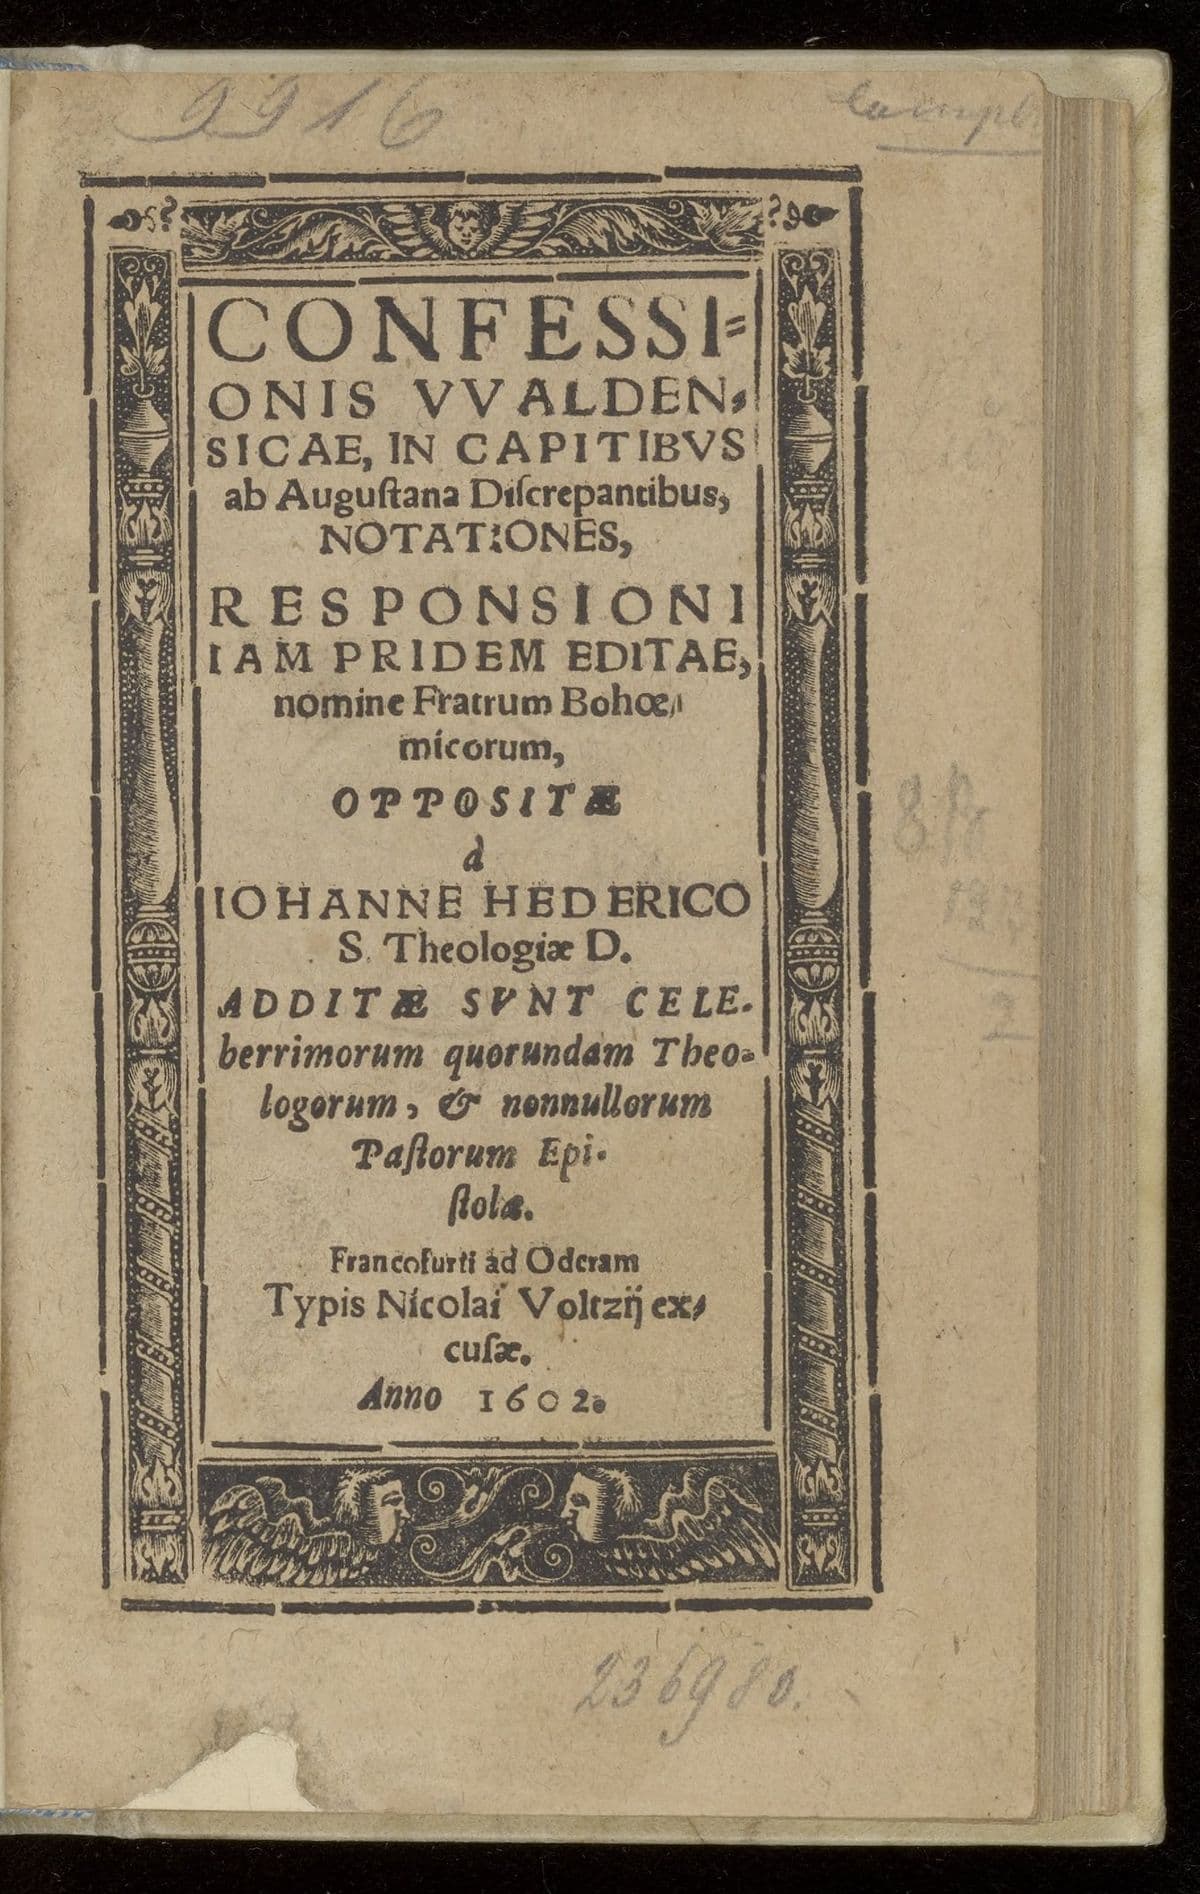 9916
CONFESSI=
ONIS VVALDEN,
SICAE, IN CAPITIBVS
ab Auguſtana Diſcrepantibus,
NOTATIONES,
RESPONSIONI
IAM PRIDEM EDITAE,
nomine Fratrum Bohœ,
micorum,
OPPOSITÆ
à
IOHANNE HEDERICO
S. Theologiæ D.
ADDITÆ SVNT CELE.
berrimorum quorundam Theo=
logorum, & nonnullorum
Paſtorum Epi.
ſtolæ.
Francofurti ad Oderam
Typis Nicolai Voltzij ex,
cuſæ.
Anno 1602.
236980.